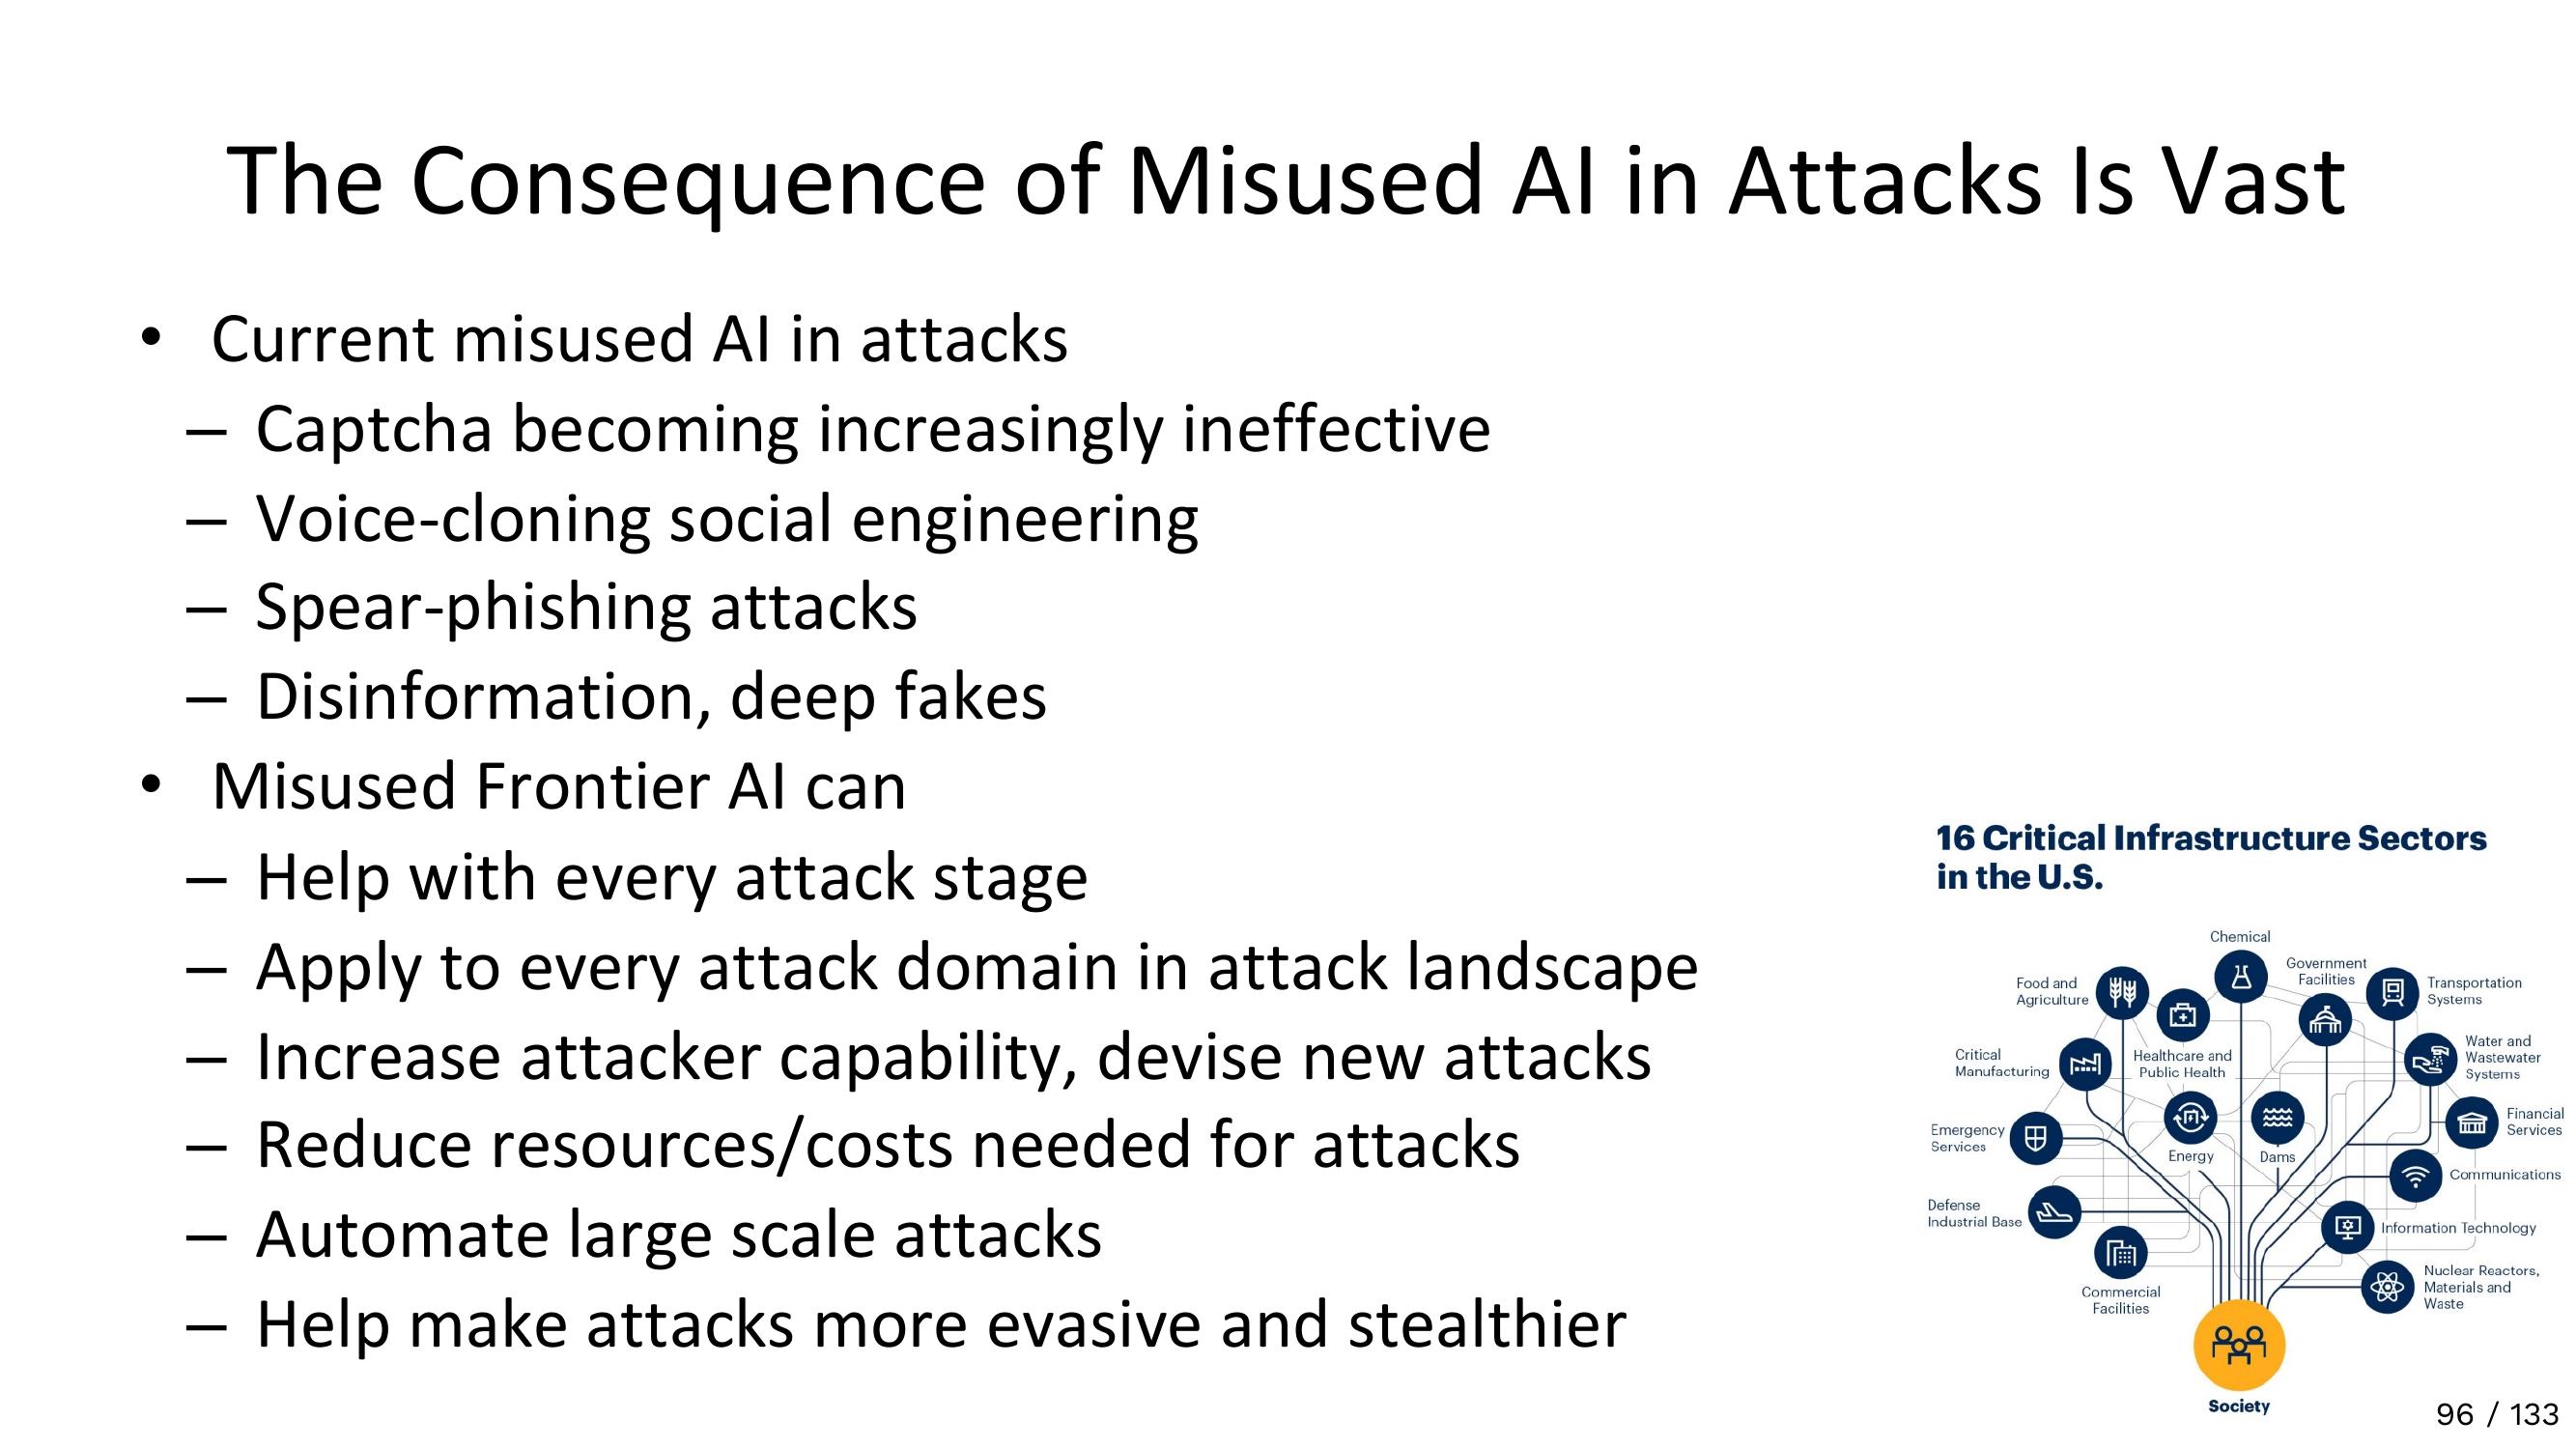 The Consequence of Misused AI in Attacks Is Vast
• Current misused AI in attacks
– Captcha becoming increasingly ineffective
– Voice-cloning social engineering
– Spear-phishing attacks
– Disinformation, deep fakes
• Misused Frontier AI can
– Help with every attack stage
– Apply to every attack domain in attack landscape
– Increase attacker capability, devise new attacks
– Reduce resources/costs needed for attacks
– Automate large scale attacks
– Help make attacks more evasive and stealthier
16 Critical Infrastructure Sectors
in the U.S.
Chemical
Government
Facilities
Food and
Agriculture
Transportation
Systems
Critical
Manufacturing
Healthcare and
Public Health
Water and
Wastewater
Systems
Emergency
Services
Energy
Dams
Financial
Services
Communications
Defense
Industrial Base
Information Technology
Commercial
Facilities
Nuclear Reactors,
Materials and
Waste
Society
96 / 133